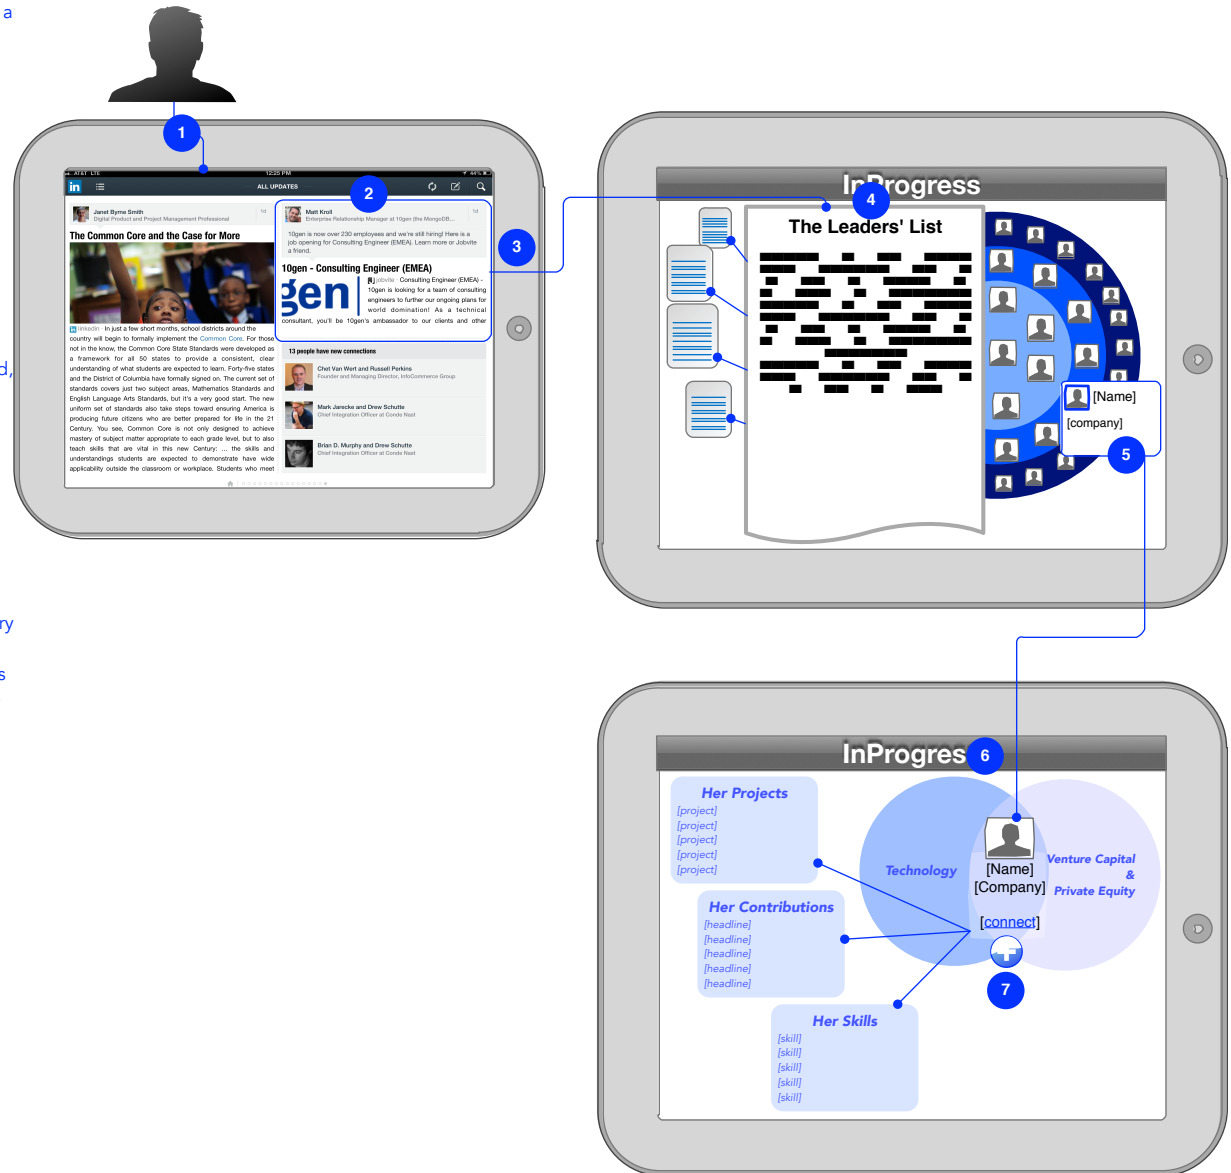 a
d,
ry
s
1
AT&T LTE
12:25 PM
44%
in
ALL UPDATES
2
Janet Byrne Smith
1d
Digital Product and Project Management Professional
The Common Core and the Case for More
linkedin · In just a few short months, school districts around the
country will begin to formally implement the Common Core. For those
not in the know, the Common Core State Standards were developed as
a framework for all 50 states to provide a consistent, clear
understanding of what students are expected to learn. Forty-five states
and the District of Columbia have formally signed on. The current set of
standards covers just two subject areas, Mathematics Standards and
English Language Arts Standards, but it's a very good start. The new
uniform set of standards also take steps toward ensuring America is
producing future citizens who are better prepared for life in the 21
Century. You see, Common Core is not only designed to achieve
mastery of subject matter appropriate to each grade level, but to also
teach skills that are vital in this new Century: ... the skills and
understandings students are expected to demonstrate have wide
applicability outside the classroom or workplace. Students who meet
Matt Kroll
1d
Enterprise Relationship Manager at 10gen (the MongoDB...
10gen is now over 230 employees and we're still hiring! Here is a
job opening for Consulting Engineer (EMEA). Learn more or Jobvite
a friend.
3
10gen - Consulting Engineer (EMEA)
gen
jobvite · Consulting Engineer (EMEA) -
10gen is looking for a team of consulting
engineers to further our ongoing plans for
world domination! As a technical
consultant, you'll be 10gen's ambassador to our clients and other
13 people have new connections
Chet Van Wert and Russell Perkins
Founder and Managing Director, InfoCommerce Group
Mark Jarecke and Drew Schutte
Chief Integration Officer at Conde Nast
Brian D. Murphy and Drew Schutte
Chief Integration Officer at Conde Nast
InProgress
4
The Leaders' List
[Name]
[company]
5
InProgress
6
Her Projects
[project]
[project]
[project]
[project]
[project]
Her Contributions
[headline]
[headline]
[headline]
[headline]
[headline]
Her Skills
[skill]
[skill]
[skill]
[skill]
[skill]
Technology
[Name]
[Company]
[connect]
Venture Capital
&
Private Equity
7